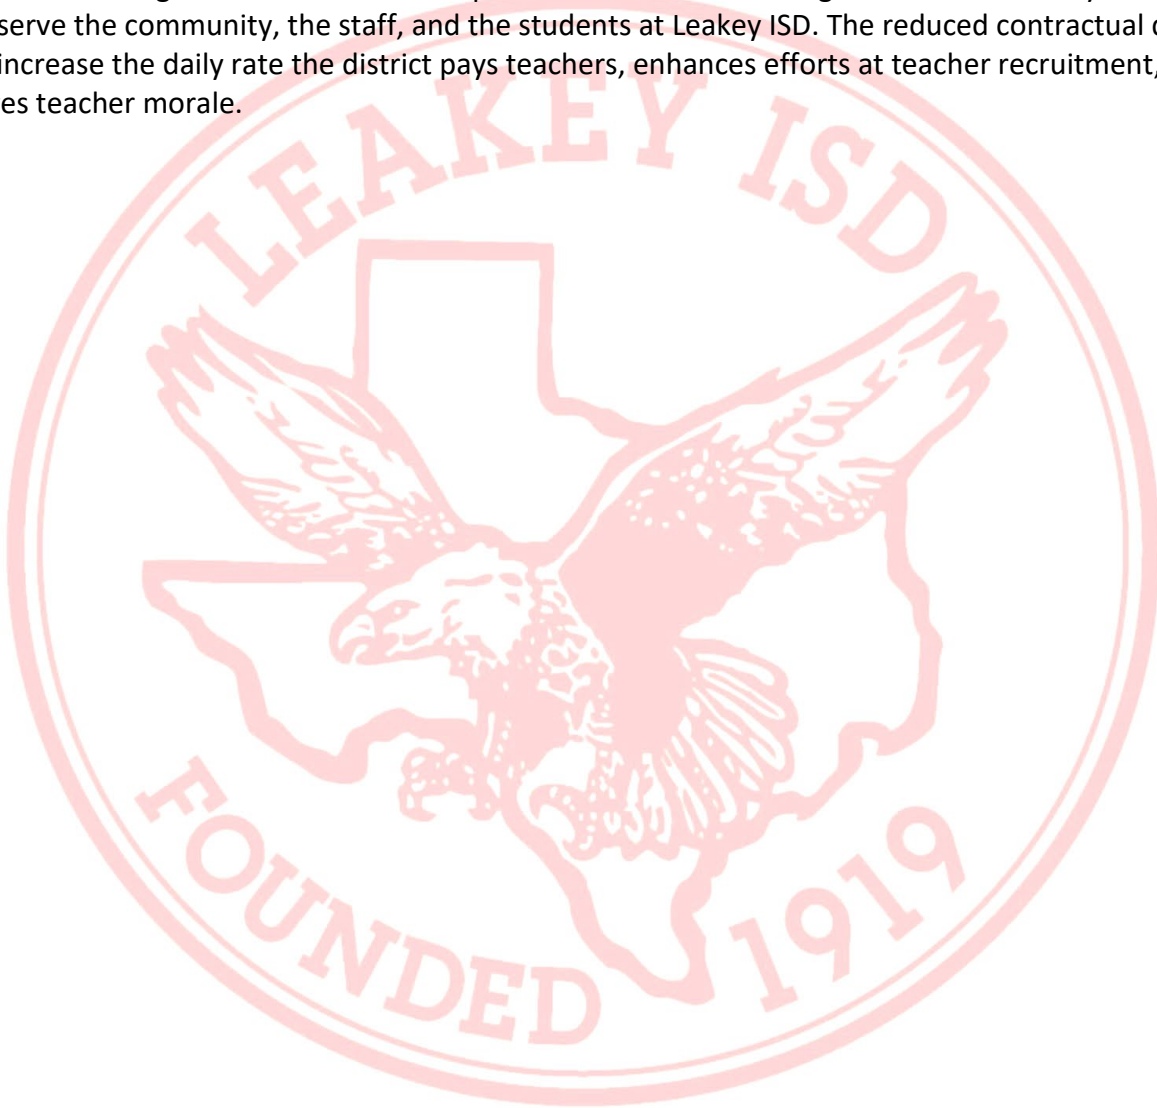 serve the community, the staff, and the students at Leakey ISD. The reduced contractual
increase the daily rate the district pays teachers, enhances efforts at teacher recruitment,
es teacher morale.
LEAKEY ISD
FOUNDED 1919